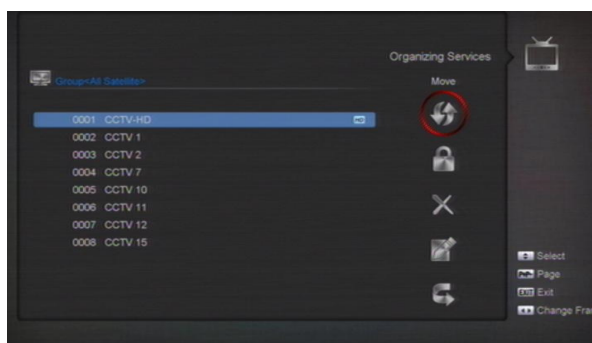 Organizing Services
Group<All Satellite>
Move
0001 CCTV-HD
0002 CCTV 1
0003 CCTV 2
0004 CCTV 7
0005 CCTV 10
0006 CCTV 11
0007 CCTV 12
0008 CCTV 15
Select
Page
EXIT Exit
Change Fra